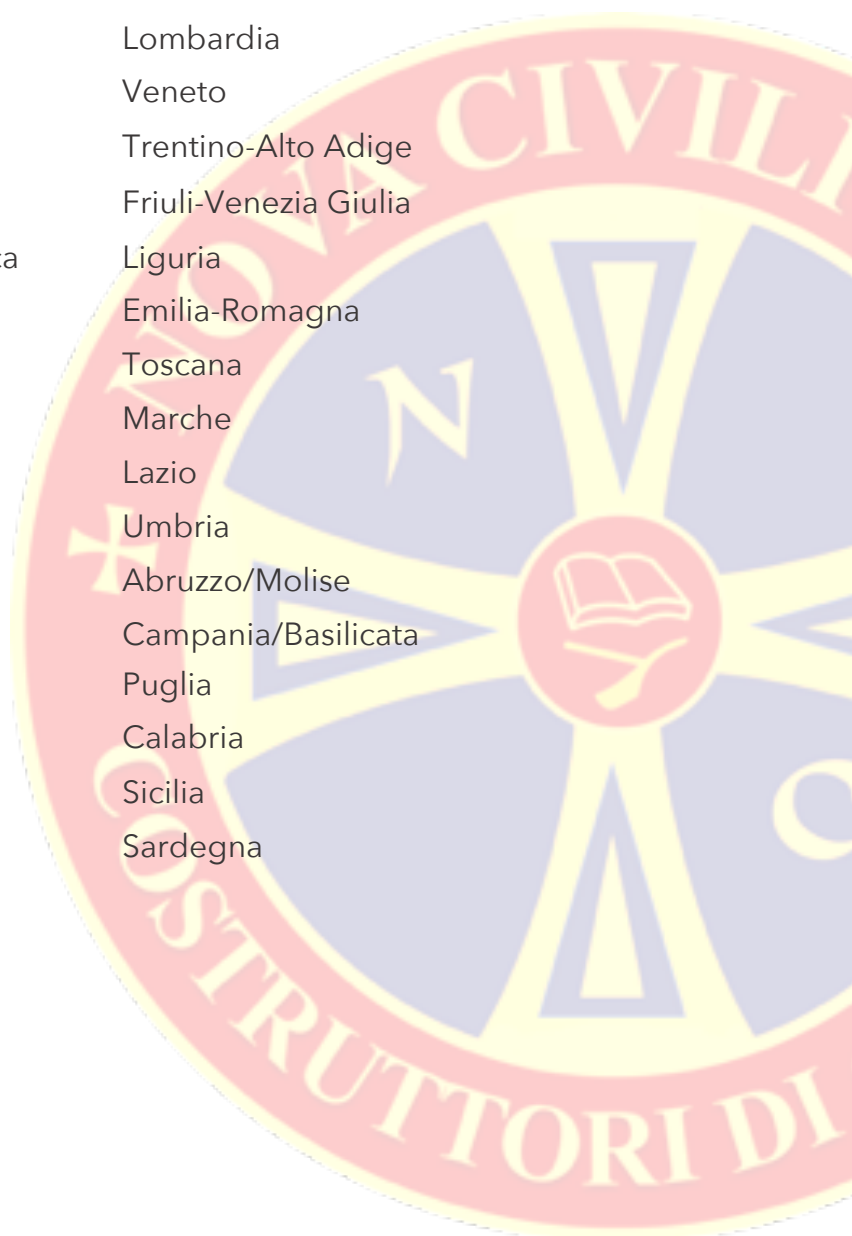 Lombardia
Veneto
Trentino-Alto Adige
Friuli-Venezia Giulia
ca Liguria
Emilia-Romagna
Toscana
Marche
Lazio
Umbria
Abruzzo/Molise
Campania/Basilicata
Puglia
Calabria
Sicilia
Sardegna
NOVA CIVILI
N
O
COSTRUTTORI DI